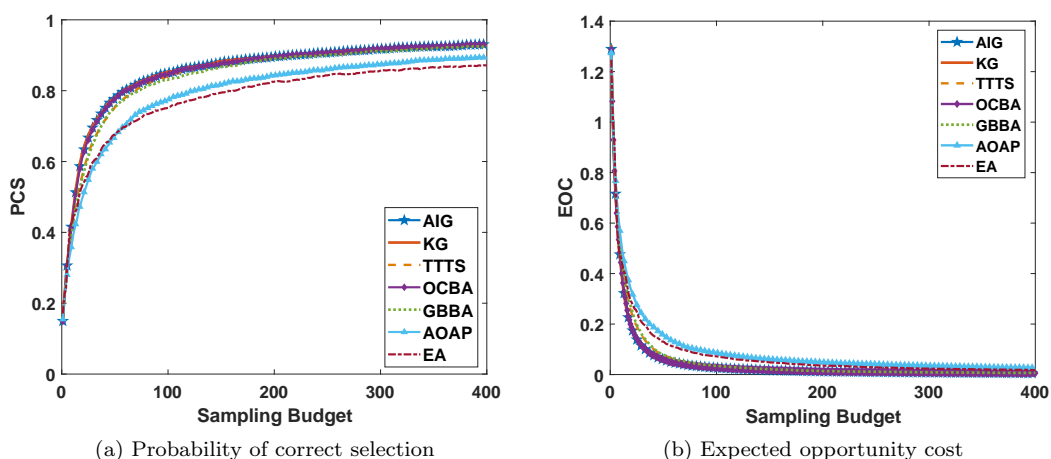 1
0.8
0.6
0.4
0.2
0
PCS
AIG
KG
TTTS
OCBA
GBBA
AOAP
EA
0 100 200 300 400
Sampling Budget
(a) Probability of correct selection
1.4
1.2
1.0
0.8
0.6
0.4
0.2
0
EOC
AIG
KG
TTTS
OCBA
GBBA
AOAP
EA
0 100 200 300 400
Sampling Budget
(b) Expected opportunity cost